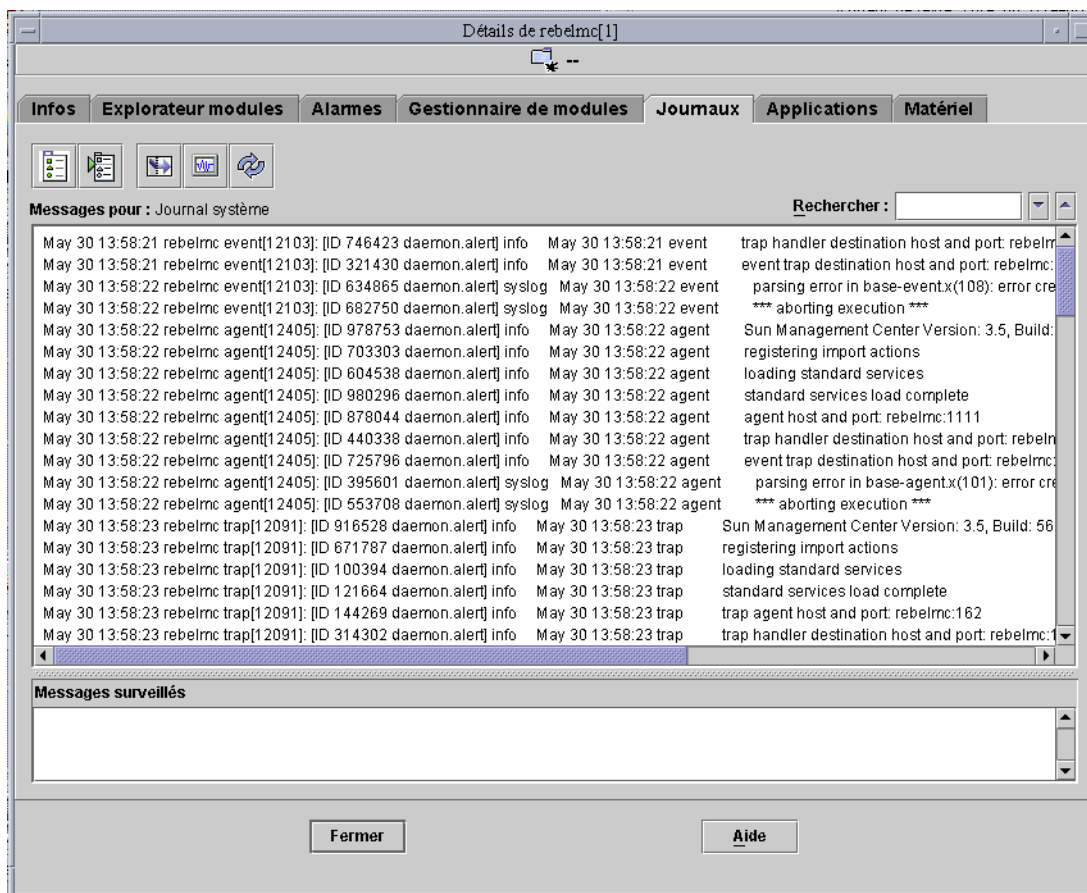 Détails de rebelmc[1]
--
Infos Explorateur modules Alarmes Gestionnaire de modules Journaux Applications Matériel
Messages pour : Journal système Rechercher :
May 30 13:58:21 rebelmc event[12103]: [ID 746423 daemon.alert] info May 30 13:58:21 event trap handler destination host and port: rebelm
May 30 13:58:21 rebelmc event[12103]: [ID 321430 daemon.alert] info May 30 13:58:21 event event trap destination host and port: rebelmc:
May 30 13:58:22 rebelmc event[12103]: [ID 634865 daemon.alert] syslog May 30 13:58:22 event parsing error in base-event.x(108): error cre
May 30 13:58:22 rebelmc event[12103]: [ID 682750 daemon.alert] syslog May 30 13:58:22 event *** aborting execution ***
May 30 13:58:22 rebelmc agent[12405]: [ID 978753 daemon.alert] info May 30 13:58:22 agent Sun Management Center Version: 3.5, Build:
May 30 13:58:22 rebelmc agent[12405]: [ID 703303 daemon.alert] info May 30 13:58:22 agent registering import actions
May 30 13:58:22 rebelmc agent[12405]: [ID 604538 daemon.alert] info May 30 13:58:22 agent loading standard services
May 30 13:58:22 rebelmc agent[12405]: [ID 980296 daemon.alert] info May 30 13:58:22 agent standard services load complete
May 30 13:58:22 rebelmc agent[12405]: [ID 878044 daemon.alert] info May 30 13:58:22 agent agent host and port: rebelmc:1111
May 30 13:58:22 rebelmc agent[12405]: [ID 440338 daemon.alert] info May 30 13:58:22 agent trap handler destination host and port: rebelm
May 30 13:58:22 rebelmc agent[12405]: [ID 725796 daemon.alert] info May 30 13:58:22 agent event trap destination host and port: rebelmc:
May 30 13:58:22 rebelmc agent[12405]: [ID 395601 daemon.alert] syslog May 30 13:58:22 agent parsing error in base-agent.x(101): error cre
May 30 13:58:22 rebelmc agent[12405]: [ID 553708 daemon.alert] syslog May 30 13:58:22 agent *** aborting execution ***
May 30 13:58:23 rebelmc trap[12091]: [ID 916528 daemon.alert] info May 30 13:58:23 trap Sun Management Center Version: 3.5, Build: 56
May 30 13:58:23 rebelmc trap[12091]: [ID 671787 daemon.alert] info May 30 13:58:23 trap registering import actions
May 30 13:58:23 rebelmc trap[12091]: [ID 100394 daemon.alert] info May 30 13:58:23 trap loading standard services
May 30 13:58:23 rebelmc trap[12091]: [ID 121664 daemon.alert] info May 30 13:58:23 trap standard services load complete
May 30 13:58:23 rebelmc trap[12091]: [ID 144269 daemon.alert] info May 30 13:58:23 trap trap agent host and port: rebelmc:162
May 30 13:58:23 rebelmc trap[12091]: [ID 314302 daemon.alert] info May 30 13:58:23 trap trap handler destination host and port: rebelmc:1
Messages surveillés
Fermer Aide